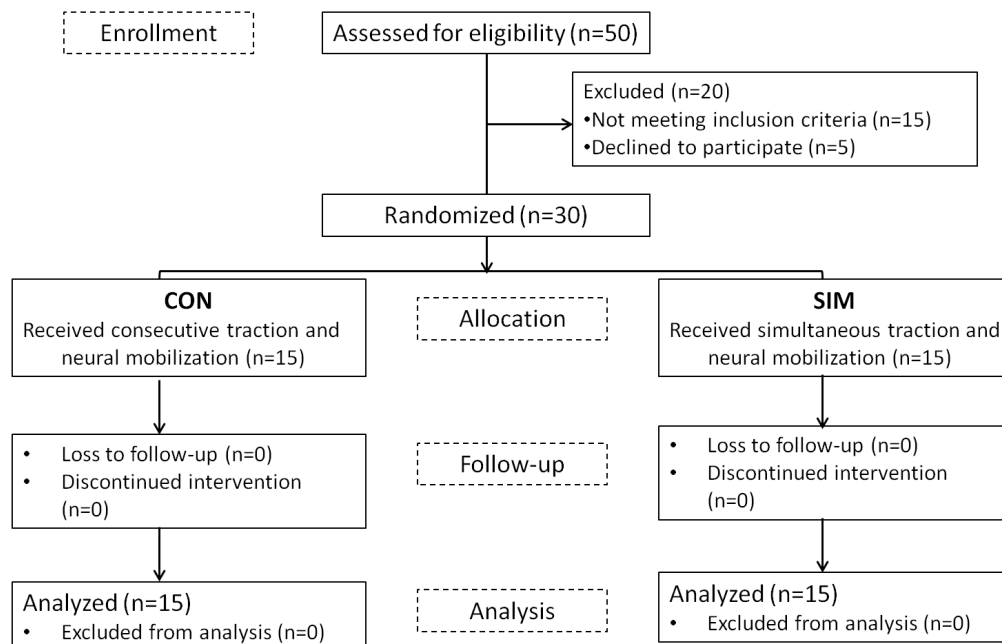 Enrollment
Assessed for eligibility (n=50)
Excluded (n=20)
•Not meeting inclusion criteria (n=15)
•Declined to participate (n=5)
Randomized (n=30)
CON
Received consecutive traction and
neural mobilization (n=15)
Allocation
SIM
Received simultaneous traction and
neural mobilization (n=15)
• Loss to follow-up (n=0)
• Discontinued intervention
(n=0)
Follow-up
• Loss to follow-up (n=0)
• Discontinued intervention
(n=0)
Analyzed (n=15)
• Excluded from analysis (n=0)
Analysis
Analyzed (n=15)
• Excluded from analysis (n=0)